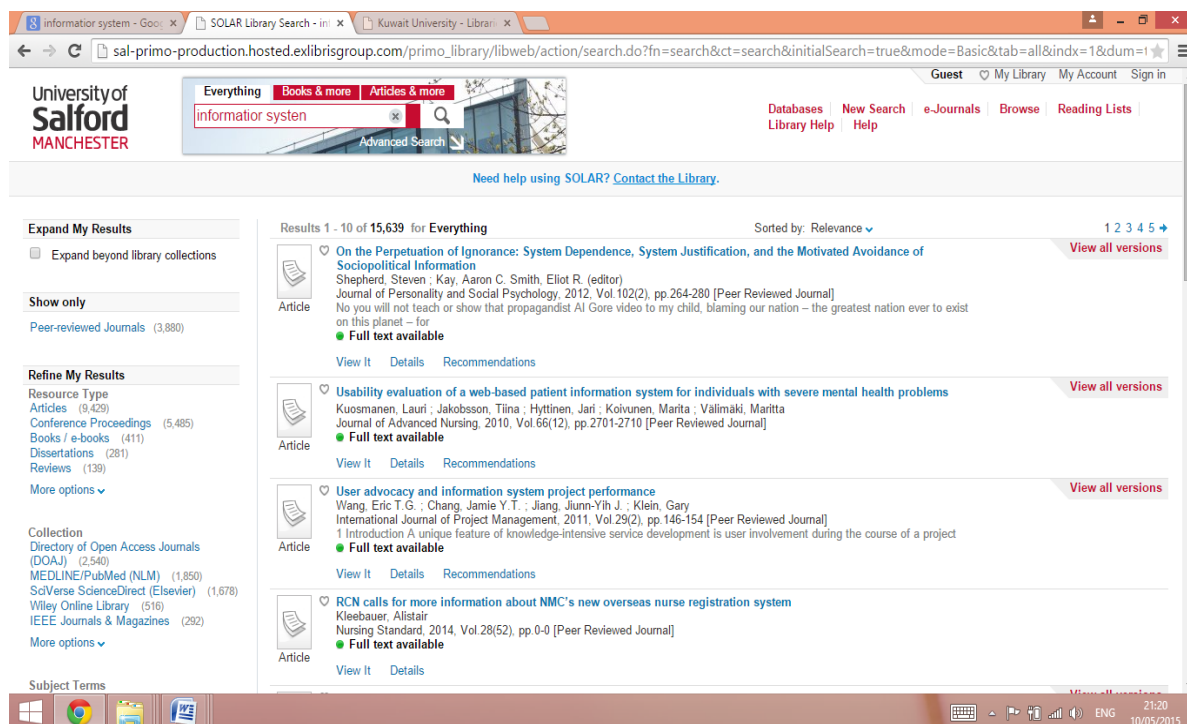 informatior system - Goog
SOLAR Library Search - inf
Kuwait University - Librari
sal-primo-production.hosted.exlibrisgroup.com/primo_library/libweb/action/search.do?fn=search&ct=search&initialSearch=true&mode=Basic&tab=all&indx=1&dum=t
Guest My Library My Account Sign in
University of
Salford
MANCHESTER
Everything Books & more Articles & more
informatior systen
Advanced Search
Databases New Search e-Journals Browse Reading Lists
Library Help Help
Need help using SOLAR? Contact the Library.
Expand My Results
Expand beyond library collections
Show only
Peer-reviewed Journals (3,880)
Refine My Results
Resource Type
Articles (9,429)
Conference Proceedings (5,485)
Books / e-books (411)
Dissertations (281)
Reviews (139)
More options
Collection
Directory of Open Access Journals
(DOAJ) (2,540)
MEDLINE/PubMed (NLM) (1,850)
SciVerse ScienceDirect (Elsevier) (1,678)
Wiley Online Library (516)
IEEE Journals & Magazines (292)
More options
Subject Terms
Results 1 - 10 of 15,639 for Everything
Sorted by: Relevance
1 2 3 4 5
Article
On the Perpetuation of Ignorance: System Dependence, System Justification, and the Motivated Avoidance of
Sociopolitical Information
Shepherd, Steven ; Kay, Aaron C. Smith, Eliot R. (editor)
Journal of Personality and Social Psychology, 2012, Vol.102(2), pp.264-280 [Peer Reviewed Journal]
No you will not teach or show that propagandist Al Gore video to my child, blaming our nation – the greatest nation ever to exist
on this planet – for
Full text available
View It Details Recommendations
View all versions
Article
Usability evaluation of a web-based patient information system for individuals with severe mental health problems
Kuosmanen, Lauri ; Jakobsson, Tiina ; Hyttinen, Jari ; Koivunen, Marita ; Välimäki, Maritta
Journal of Advanced Nursing, 2010, Vol.66(12), pp.2701-2710 [Peer Reviewed Journal]
Full text available
View It Details Recommendations
View all versions
Article
User advocacy and information system project performance
Wang, Eric T.G. ; Chang, Jamie Y.T. ; Jiang, Jiunn-Yih J. ; Klein, Gary
International Journal of Project Management, 2011, Vol.29(2), pp.146-154 [Peer Reviewed Journal]
1 Introduction A unique feature of knowledge-intensive service development is user involvement during the course of a project
Full text available
View It Details Recommendations
View all versions
Article
RCN calls for more information about NMC's new overseas nurse registration system
Kleebauer, Alistair
Nursing Standard, 2014, Vol.28(52), pp.0-0 [Peer Reviewed Journal]
Full text available
View It Details
View all versions
ENG
21:20
10/05/2015